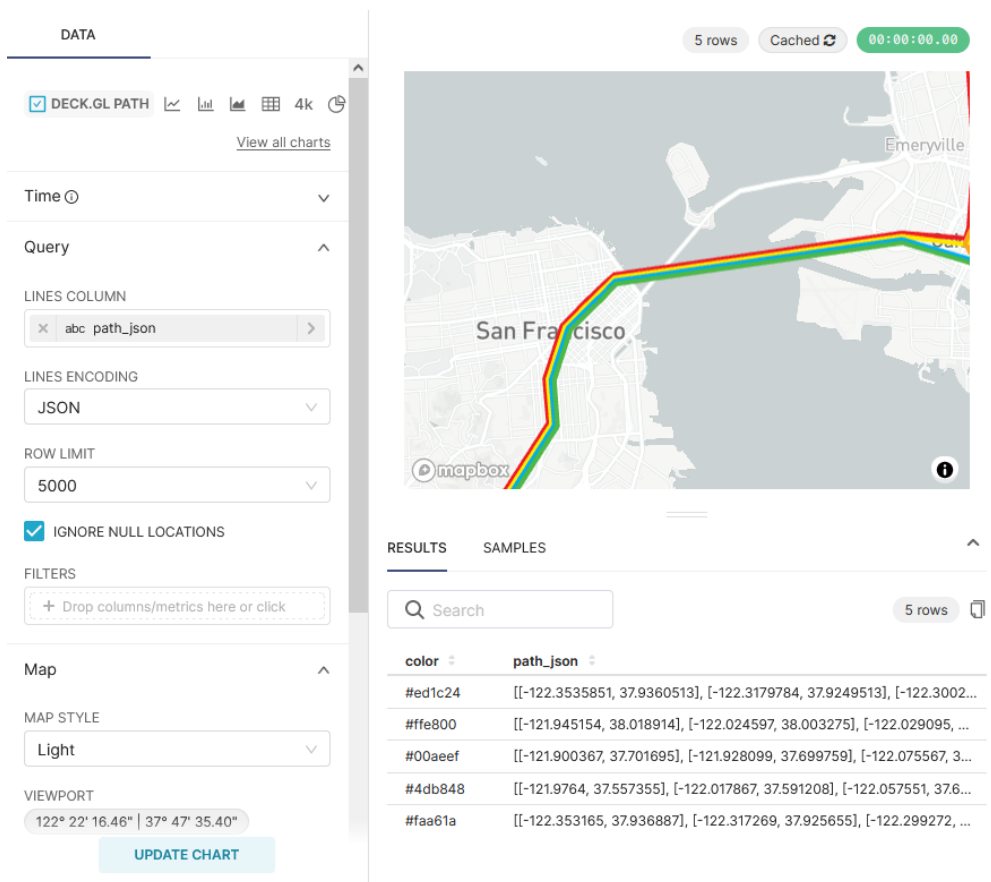 DATA
DECK.GL PATH
4k
View all charts
Time
Query
LINES COLUMN
abc path_json
LINES ENCODING
JSON
ROW LIMIT
5000
IGNORE NULL LOCATIONS
FILTERS
+ Drop columns/metrics here or click
Map
MAP STYLE
Light
VIEWPORT
122° 22' 16.46" | 37° 47' 35.40"
UPDATE CHART
5 rows
Cached
00:00:00.00
Emeryville
San Francisco
mapbox
RESULTS
SAMPLES
Search
5 rows
color path_json
#ed1c24 [[-122.3535851, 37.9360513], [-122.3179784, 37.9249513], [-122.3002...
#ffe800 [[-121.945154, 38.018914], [-122.024597, 38.003275], [-122.029095, ...
#00aeef [[-121.900367, 37.701695], [-121.928099, 37.699759], [-122.075567, 3...
#4db848 [[-121.9764, 37.557355], [-122.017867, 37.591208], [-122.057551, 37.6...
#faa61a [[-122.353165, 37.936887], [-122.317269, 37.925655], [-122.299272, ...